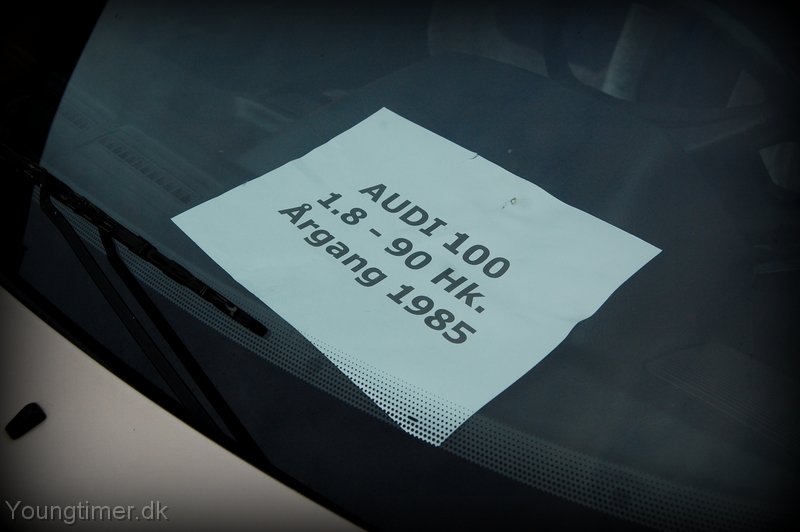 AUDI 100
1.8 - 90 Hk.
Årgang 1985
Youngtimer.dk